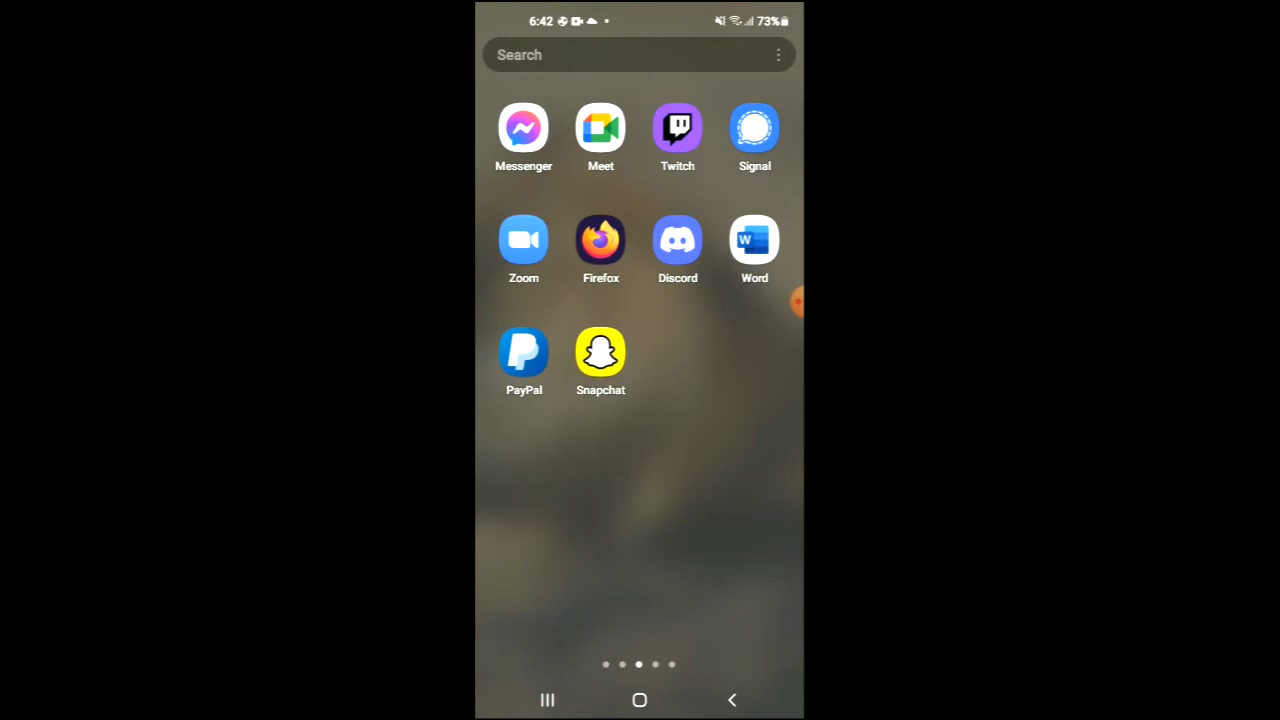 6:42 73%
Search
Messenger Meet Twitch Signal
Zoom Firefox Discord Word
PayPal Snapchat